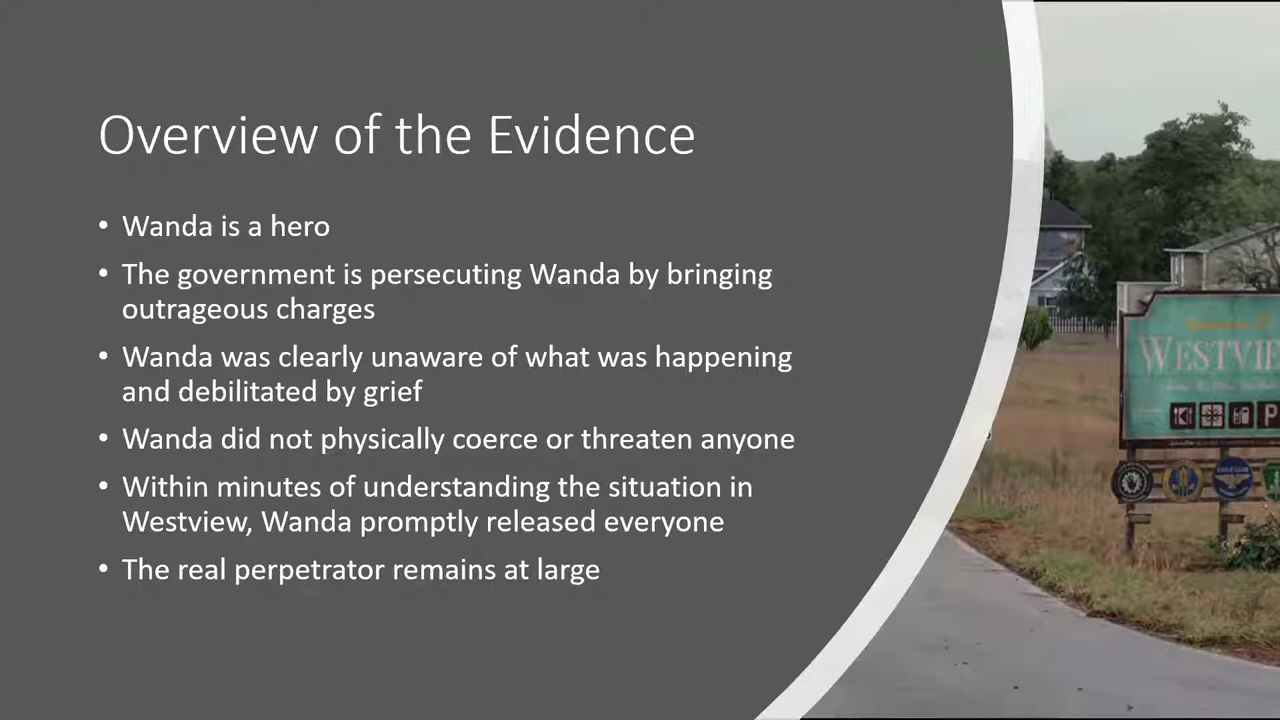 Overview of the Evidence
• Wanda is a hero
• The government is persecuting Wanda by bringing
outrageous charges
• Wanda was clearly unaware of what was happening
and debilitated by grief
• Wanda did not physically coerce or threaten anyone
• Within minutes of understanding the situation in
Westview, Wanda promptly released everyone
• The real perpetrator remains at large
WESTVIE
P